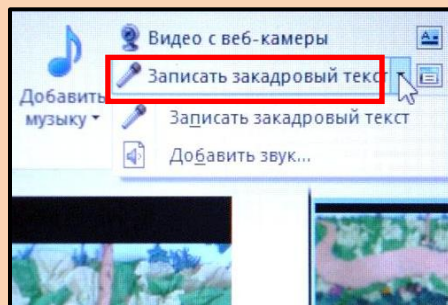 Видео с веб-камеры
Записать закадровый текст
Добавить
музыку
Записать закадровый текст
Добавить звук...